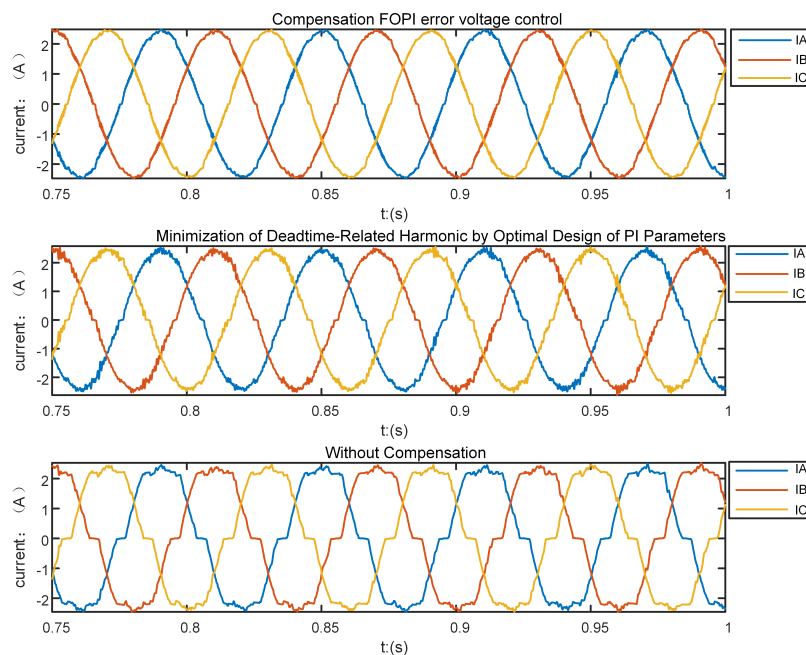 Compensation FOPI error voltage control
current：（A）
2
1
0
-1
-2
0.75
0.8
0.85
0.9
0.95
1
t:(s)
IA
IB
IC
Minimization of Deadtime-Related Harmonic by Optimal Design of PI Parameters
current：（A）
2
1
0
-1
-2
0.75
0.8
0.85
0.9
0.95
1
t:(s)
IA
IB
IC
Without Compensation
current：（A）
2
1
0
-1
-2
0.75
0.8
0.85
0.9
0.95
1
t:(s)
IA
IB
IC